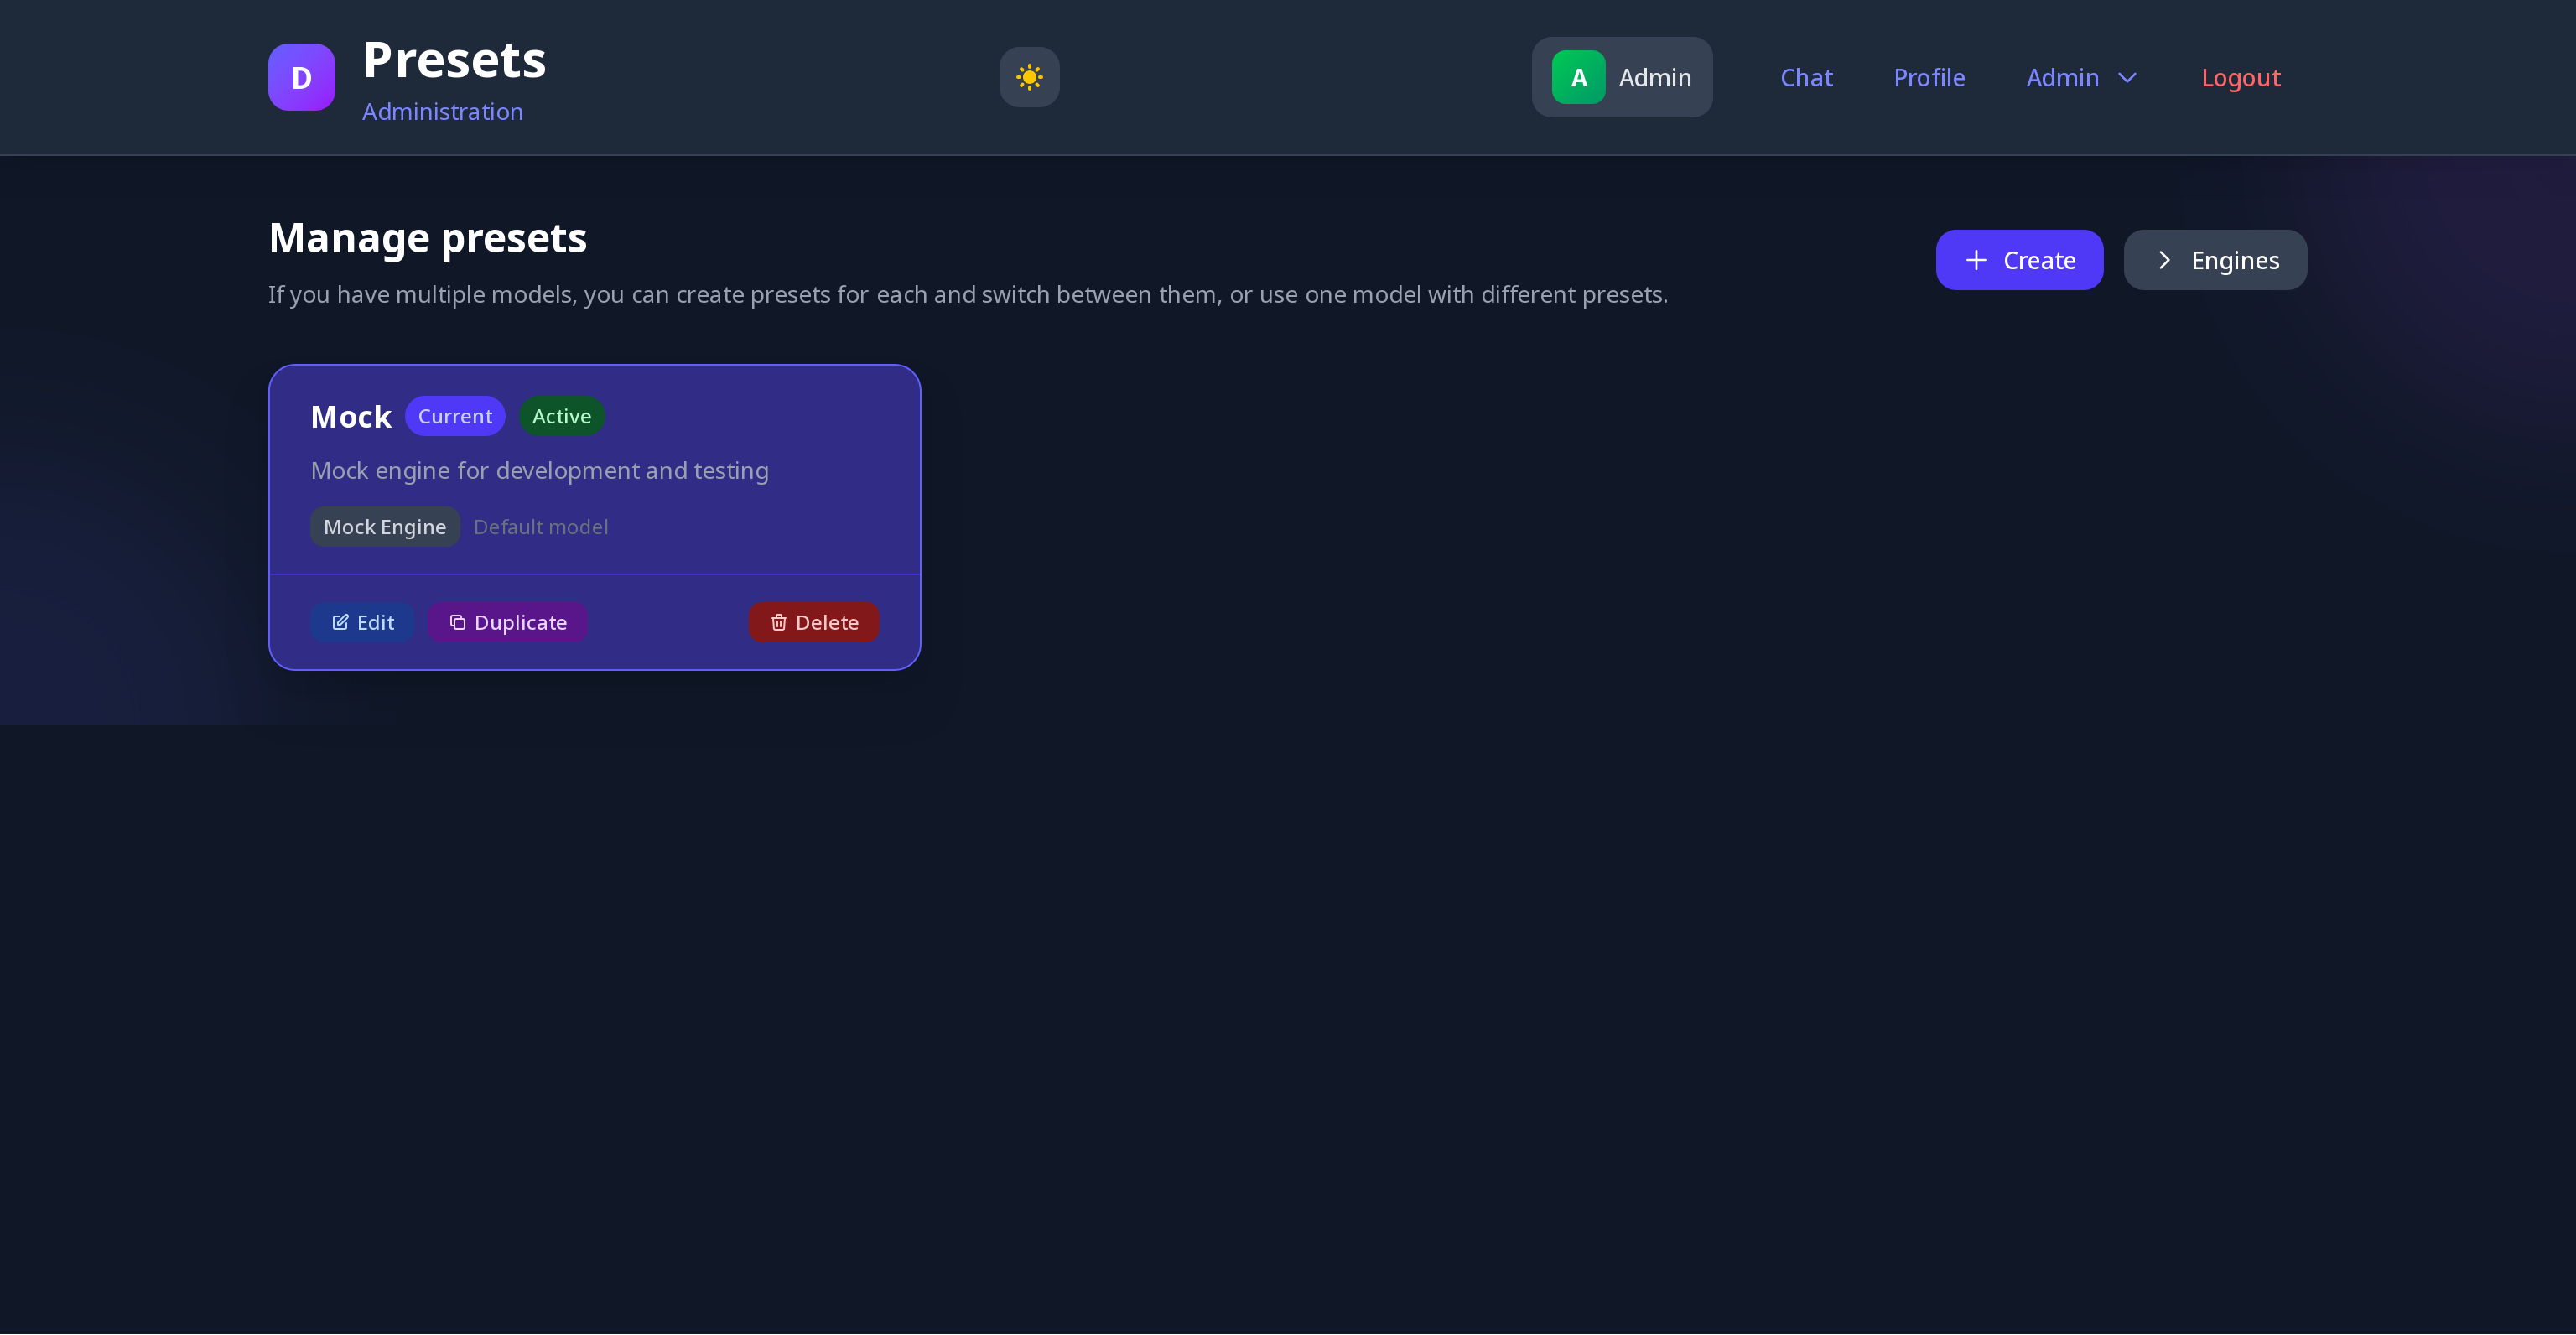 D
Presets
Administration
A
Admin
Chat
Profile
Admin
Logout
Manage presets
If you have multiple models, you can create presets for each and switch between them, or use one model with different presets.
Create
Engines
Mock Current Active
Mock engine for development and testing
Mock Engine Default model
Edit Duplicate Delete